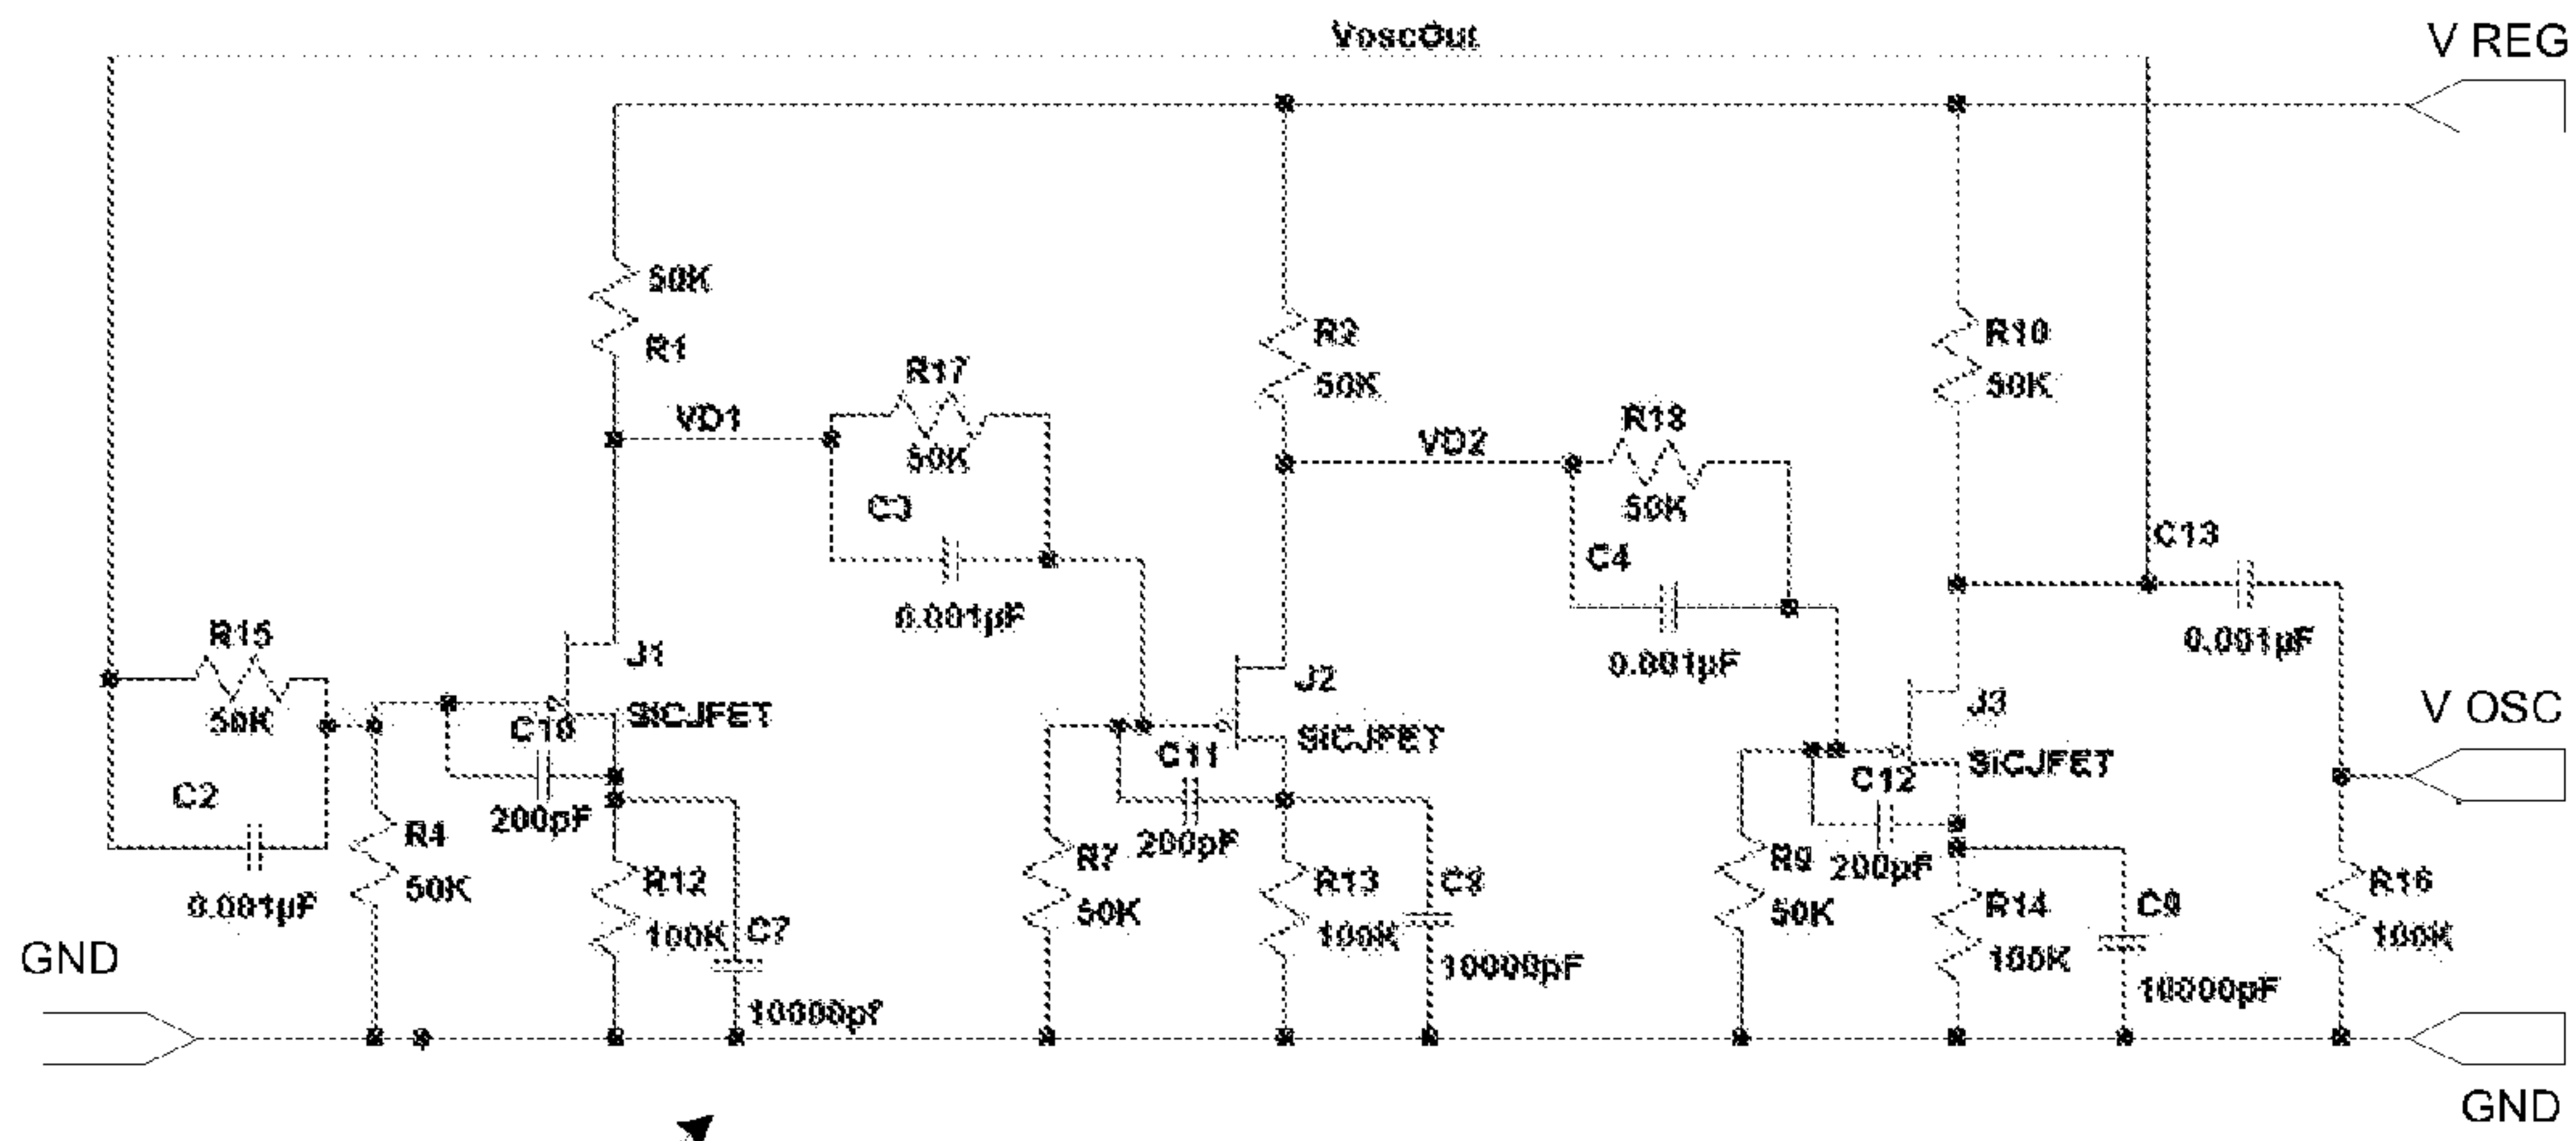 VoscOut
V REG
50K
R1
R2
50K
R10
50K
R17
50K
VD1
C3
0.001µF
R18
50K
VD2
C4
0.001µF
C13
0.001µF
R15
50K
C2
0.001µF
J1
SICJFET
C10
200pF
R4
50K
R12
100K
C7
10000pf
J2
SICJFET
C11
200pF
R7
50K
R13
100K
C8
10000pF
J3
SICJFET
C12
200pF
50K
R14
100K
C9
10000pF
V OSC
R16
100K
GND
GND